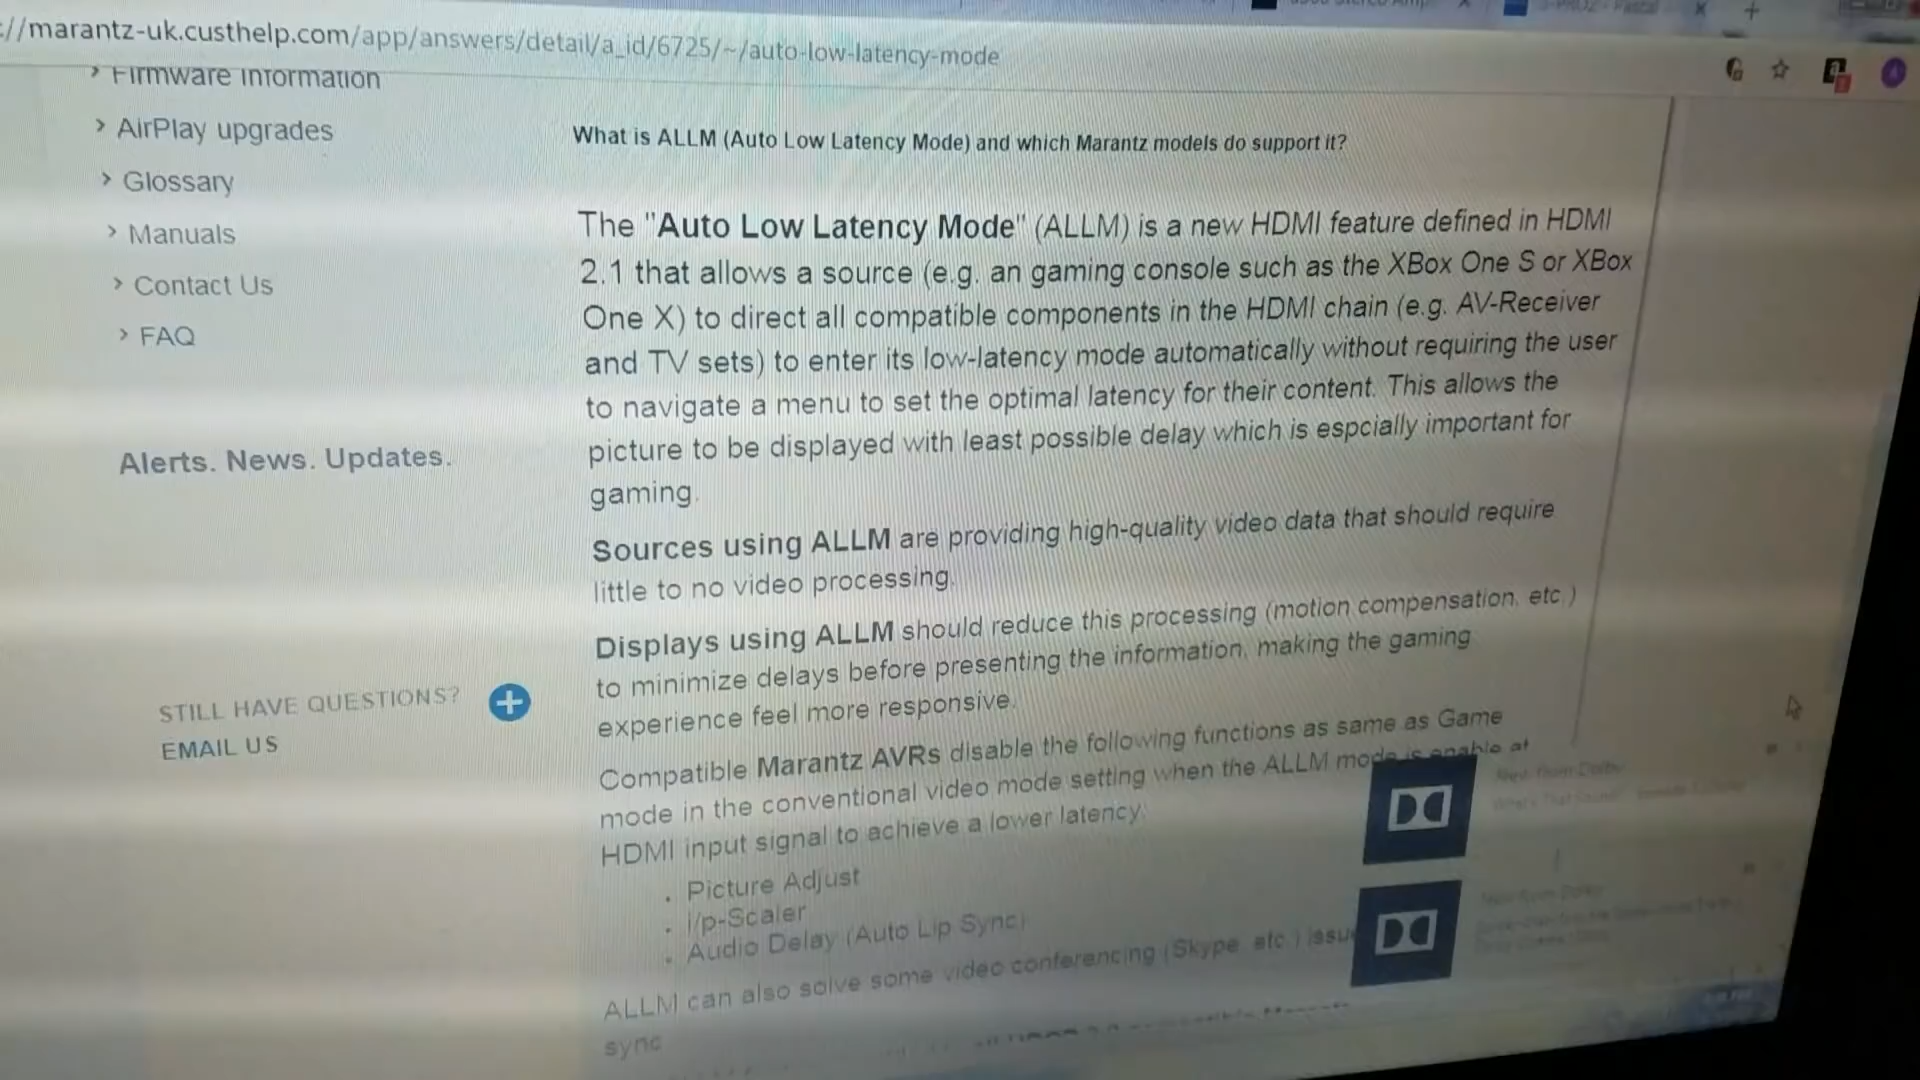 ://marantz-uk.custhelp.com/app/answers/detail/a_id/6725/~/auto-low-latency-mode
Firmware information
AirPlay upgrades
Glossary
Manuals
Contact Us
FAQ
Alerts. News. Updates.
STILL HAVE QUESTIONS?
EMAIL US
What is ALLM (Auto Low Latency Mode) and which Marantz models do support it?
The "Auto Low Latency Mode" (ALLM) is a new HDMI feature defined in HDMI
2.1 that allows a source (e.g. an gaming console such as the XBox One S or XBox
One X) to direct all compatible components in the HDMI chain (e.g. AV-Receiver
and TV sets) to enter its low-latency mode automatically without requiring the user
to navigate a menu to set the optimal latency for their content. This allows the
picture to be displayed with least possible delay which is espcially important for
gaming.
Sources using ALLM are providing high-quality video data that should require
little to no video processing.
Displays using ALLM should reduce this processing (motion compensation, etc.)
to minimize delays before presenting the information, making the gaming
experience feel more responsive.
Compatible Marantz AVRs disable the following functions as same as Game
mode in the conventional video mode setting when the ALLM mode is enable at
HDMI input signal to achieve a lower latency:
. Picture Adjust
. i/p-Scaler
. Audio Delay (Auto Lip Sync)
ALLM can also solve some video conferencing (Skype, etc.) issu
sync